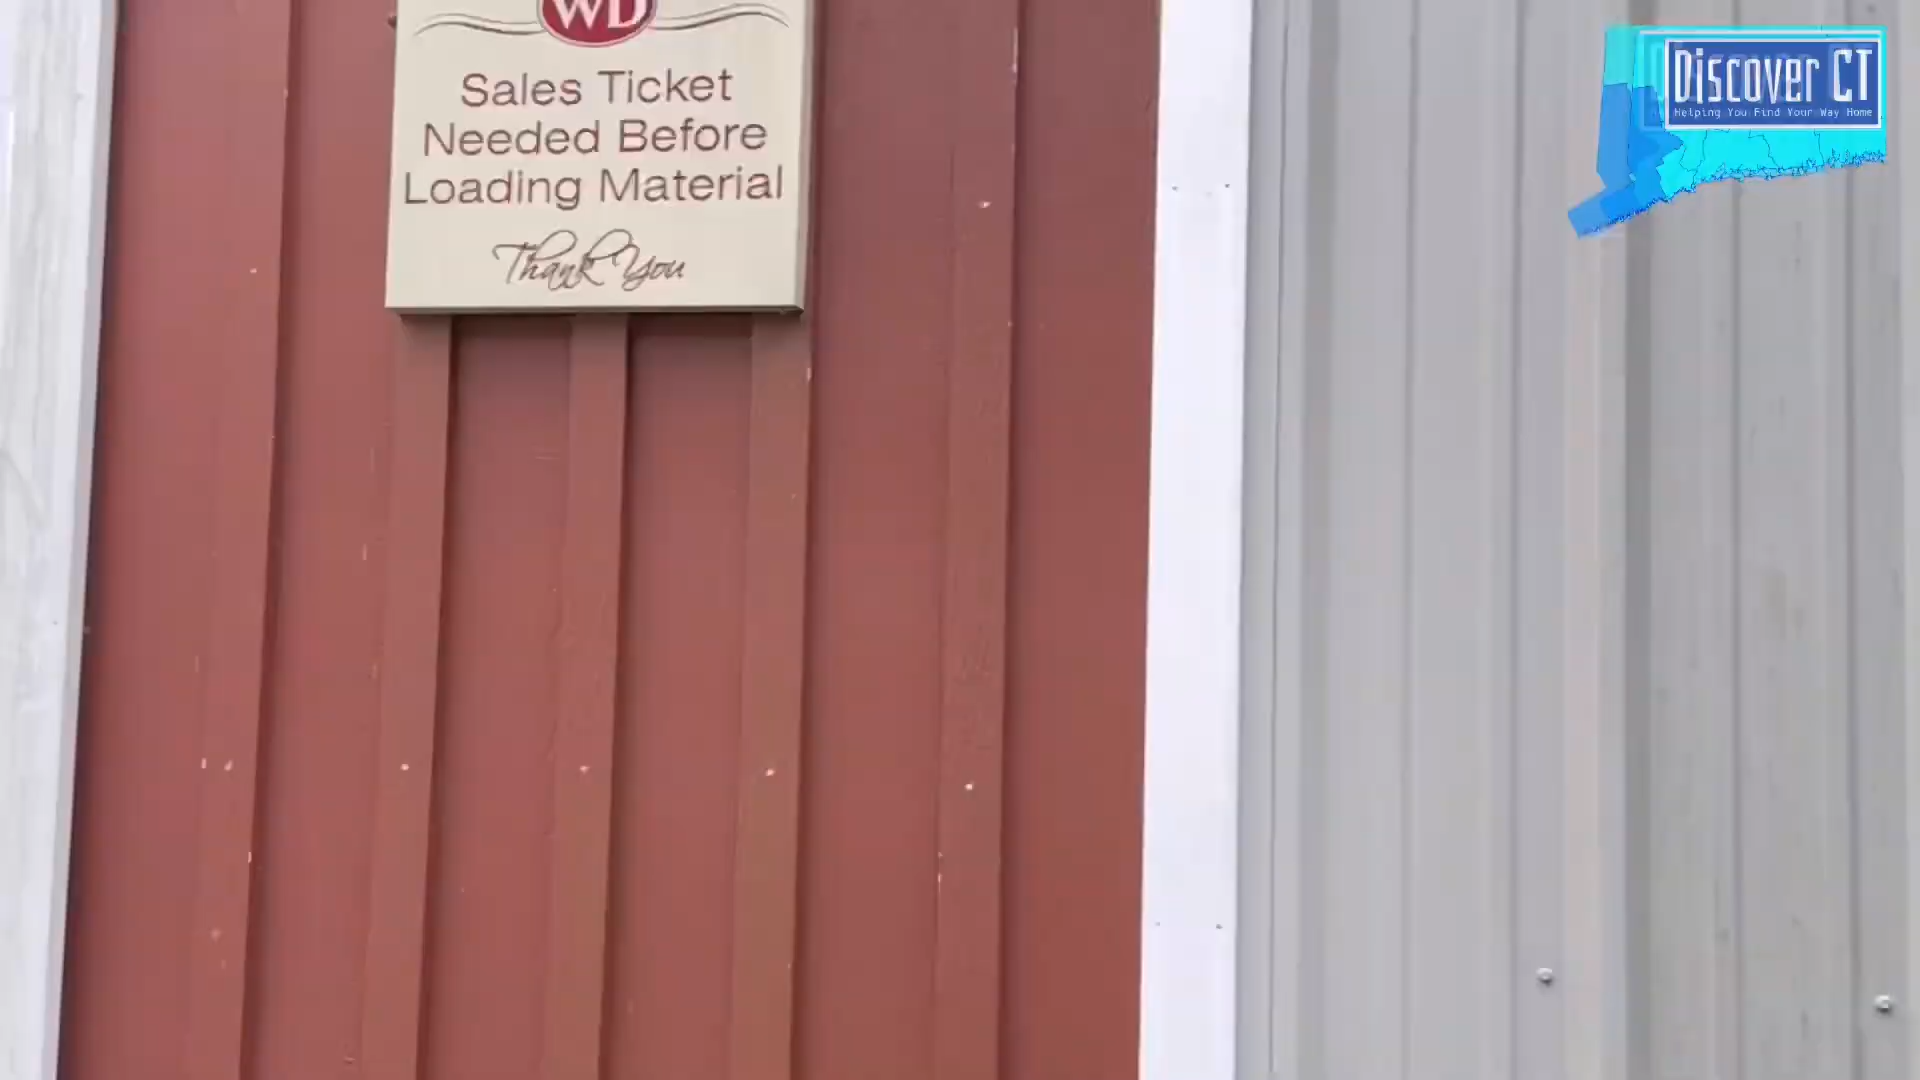 WD
Sales Ticket
Needed Before
Loading Material
Thank You
Discover CT
Helping You Find Your Way Home